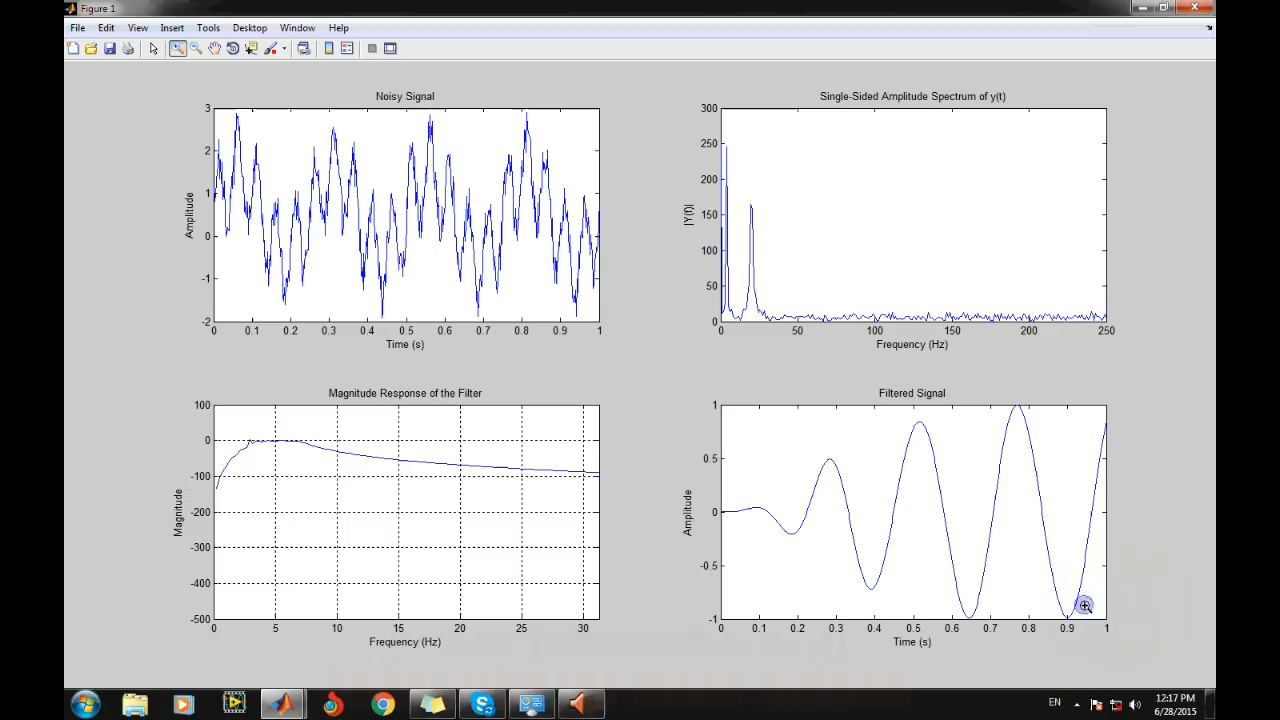 Figure 1
File Edit View Insert Tools Desktop Window Help
Noisy Signal
3
2
1
0
-1
-2
Amplitude
0 0.1 0.2 0.3 0.4 0.5 0.6 0.7 0.8 0.9 1
Time (s)
Single-Sided Amplitude Spectrum of y(t)
300
250
200
150
100
50
0
|Y(f)|
0 50 100 150 200 250
Frequency (Hz)
Magnitude Response of the Filter
100
0
-100
-200
-300
-400
-500
Magnitude
0 5 10 15 20 25 30
Frequency (Hz)
Filtered Signal
1
0.5
0
-0.5
-1
Amplitude
0 0.1 0.2 0.3 0.4 0.5 0.6 0.7 0.8 0.9 1
Time (s)
EN
12:17 PM
6/28/2015